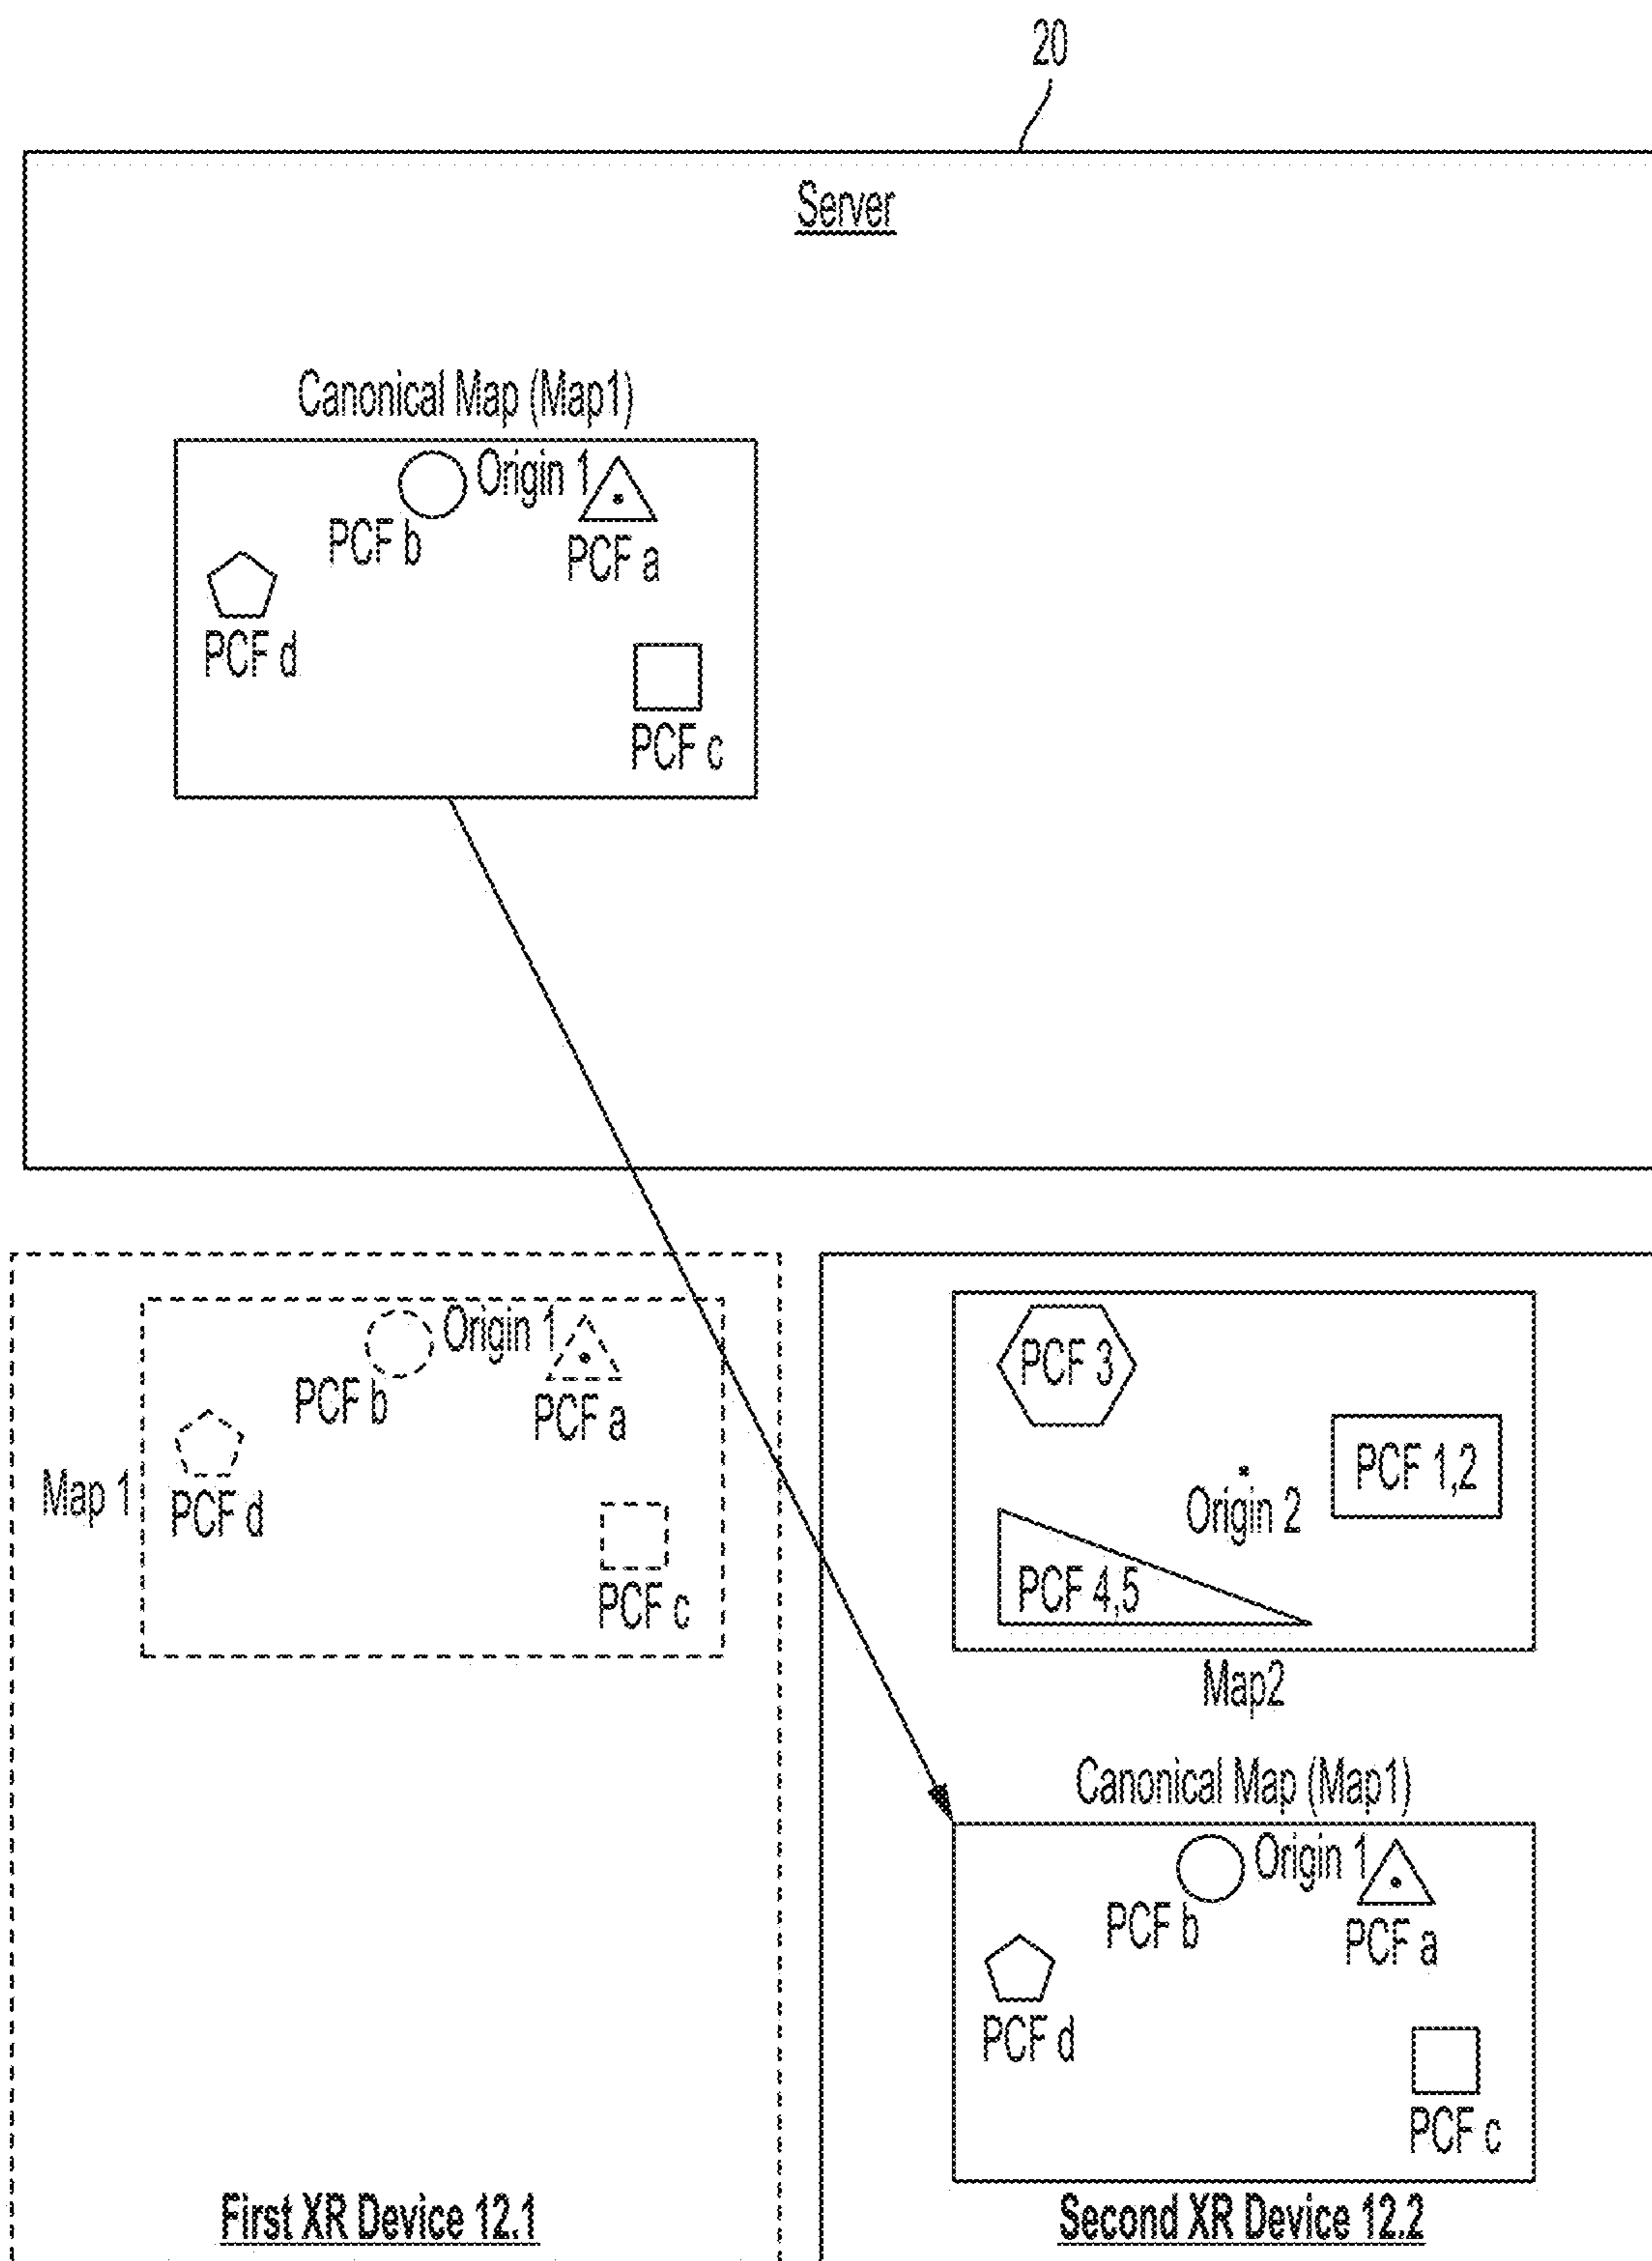 20
Server
Canonical Map (Map1)
Origin 1
PCF b
PCF a
PCF d
PCF c
Origin 1
PCF b
PCF a
Map 1
PCF d
PCF c
First XR Device 12.1
PCF 3
PCF 1,2
Origin 2
PCF 4,5
Map2
Canonical Map (Map1)
Origin 1
PCF b
PCF a
PCF d
PCF c
Second XR Device 12.2